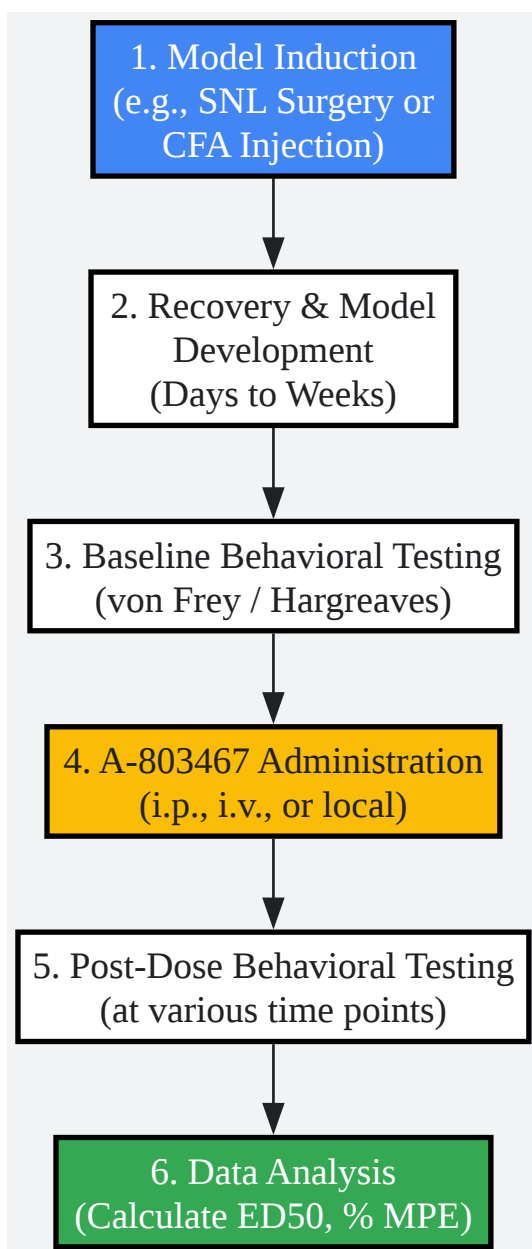 1. Model Induction
(e.g., SNL Surgery or
CFA Injection)
2. Recovery & Model
Development
(Days to Weeks)
3. Baseline Behavioral Testing
(von Frey / Hargreaves)
4. A-803467 Administration
(i.p., i.v., or local)
5. Post-Dose Behavioral Testing
(at various time points)
6. Data Analysis
(Calculate ED50, % MPE)